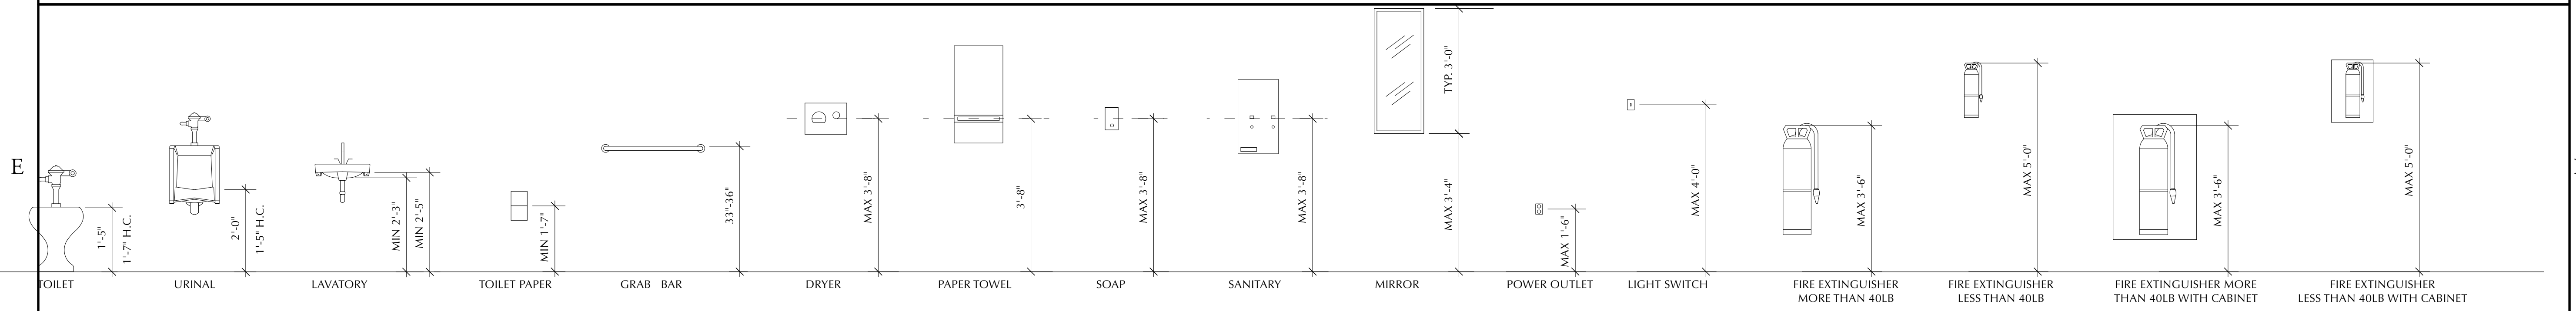 E
1'-5"
1'-7" H.C.
TOILET
2'-0"
1'-5" H.C.
URINAL
MIN 2'-3"
MIN 2'-5"
LAVATORY
MIN 1'-7"
TOILET PAPER
33"-36"
GRAB BAR
MAX 3'-8"
DRYER
3'-8"
PAPER TOWEL
MAX 3'-8"
SOAP
MAX 3'-8"
SANITARY
TYP. 3'-0"
MAX 3'-4"
MIRROR
MAX 1'-6"
POWER OUTLET
MAX 4'-0"
LIGHT SWITCH
MAX 3'-6"
FIRE EXTINGUISHER
MORE THAN 40LB
MAX 5'-0"
FIRE EXTINGUISHER
LESS THAN 40LB
MAX 3'-6"
FIRE EXTINGUISHER MORE
THAN 40LB WITH CABINET
MAX 5'-0"
FIRE EXTINGUISHER
LESS THAN 40LB WITH CABINET